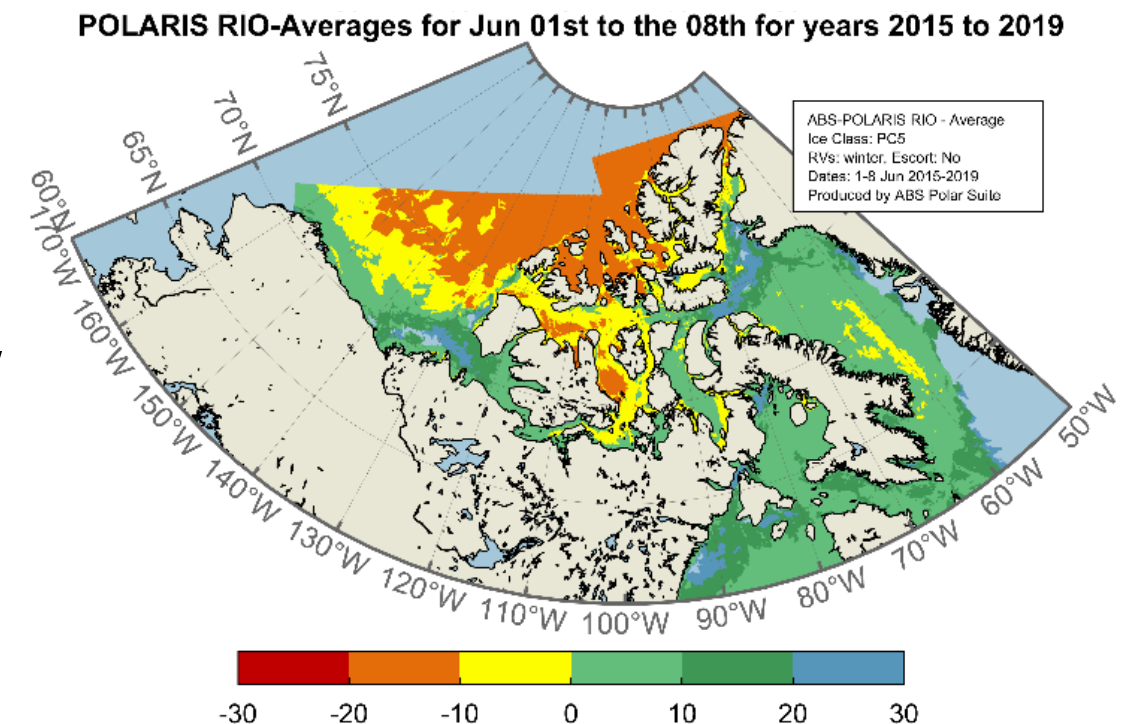 POLARIS RIO-Averages for Jun 01st to the 08th for years 2015 to 2019
75°N
70°N
65°N
60°N
170°W
160°W
150°W
140°W
130°W
120°W
110°W
100°W
90°W
80°W
70°W
60°W
50°W
ABS-POLARIS RIO - Average
Ice Class: PC5
RVs: winter. Escort: No
Dates: 1-8 Jun 2015-2019
Produced by ABS Polar Suite
-30 -20 -10 0 10 20 30